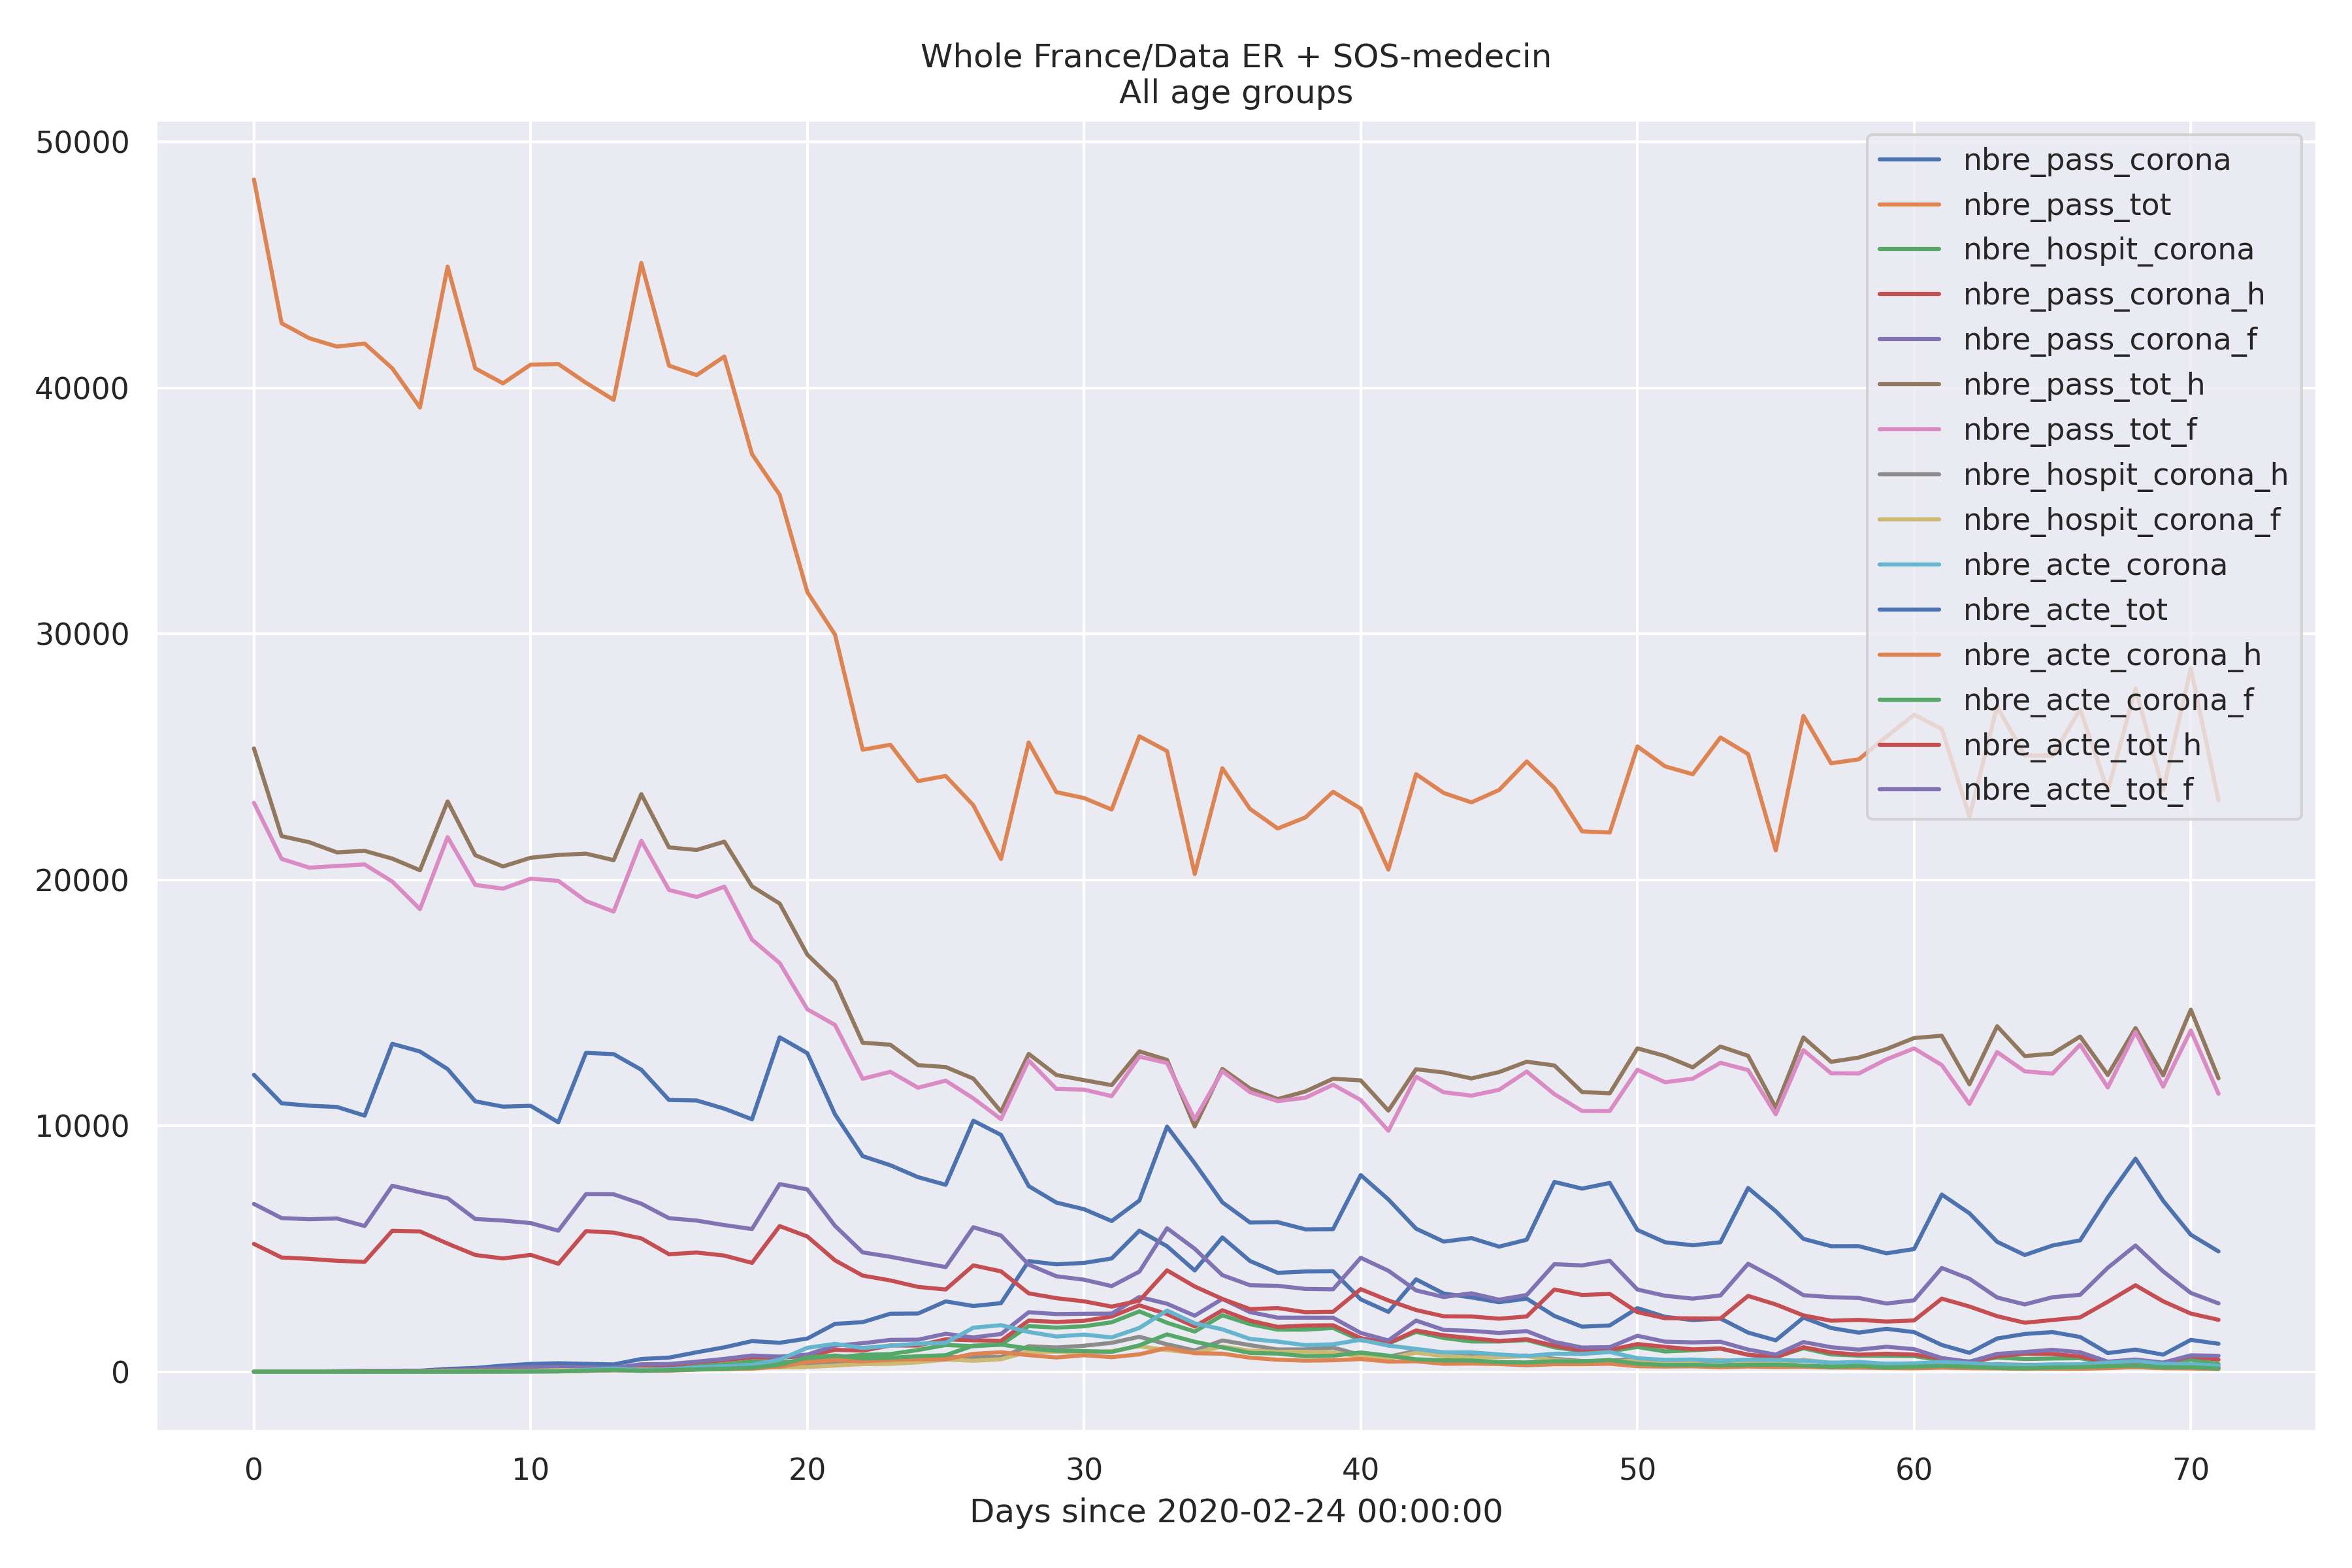 Whole France/Data ER + SOS-medecin
All age groups
50000
40000
30000
20000
10000
0
nbre_pass_corona
nbre_pass_tot
nbre_hospit_corona
nbre_pass_corona_h
nbre_pass_corona_f
nbre_pass_tot_h
nbre_pass_tot_f
nbre_hospit_corona_h
nbre_hospit_corona_f
nbre_acte_corona
nbre_acte_tot
nbre_acte_corona_h
nbre_acte_corona_f
nbre_acte_tot_h
nbre_acte_tot_f
0 10 20 30 40 50 60 70
Days since 2020-02-24 00:00:00